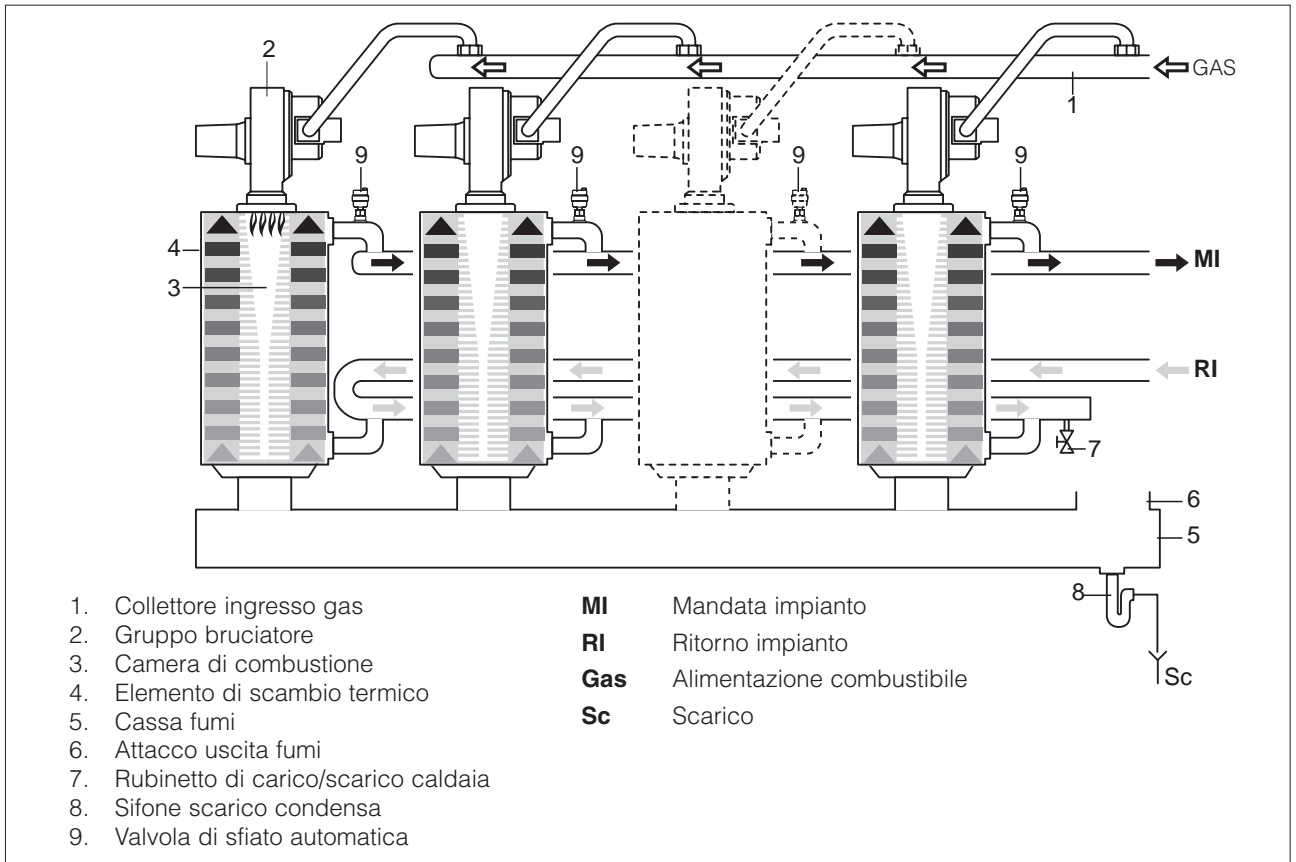 2
GAS
1
9
9
9
9
4
3
MI
RI
7
6
5
8
Sc
1. Collettore ingresso gas
2. Gruppo bruciatore
3. Camera di combustione
4. Elemento di scambio termico
5. Cassa fumi
6. Attacco uscita fumi
7. Rubinetto di carico/scarico caldaia
8. Sifone scarico condensa
9. Valvola di sfiato automatica
MI Mandata impianto
RI Ritorno impianto
Gas Alimentazione combustibile
Sc Scarico